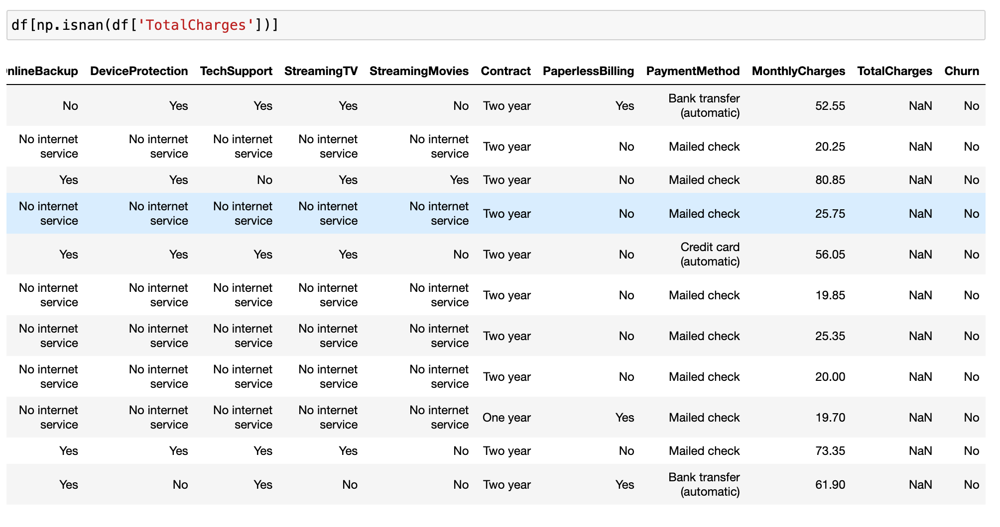 df[np.isnan(df['TotalCharges'])]
nlineBackup DeviceProtection TechSupport StreamingTV StreamingMovies Contract PaperlessBilling PaymentMethod MonthlyCharges TotalCharges Churn
No Yes Yes Yes No Two year Yes Bank transfer (automatic) 52.55 NaN No
No internet service No internet service No internet service No internet service No internet service Two year No Mailed check 20.25 NaN No
Yes Yes No Yes Yes Two year No Mailed check 80.85 NaN No
No internet service No internet service No internet service No internet service No internet service Two year No Mailed check 25.75 NaN No
Yes Yes Yes Yes No Two year No Credit card (automatic) 56.05 NaN No
No internet service No internet service No internet service No internet service No internet service Two year No Mailed check 19.85 NaN No
No internet service No internet service No internet service No internet service No internet service Two year No Mailed check 25.35 NaN No
No internet service No internet service No internet service No internet service No internet service Two year No Mailed check 20.00 NaN No
No internet service No internet service No internet service No internet service No internet service One year Yes Mailed check 19.70 NaN No
Yes Yes Yes Yes No Two year No Mailed check 73.35 NaN No
Yes No Yes No No Two year Yes Bank transfer (automatic) 61.90 NaN No